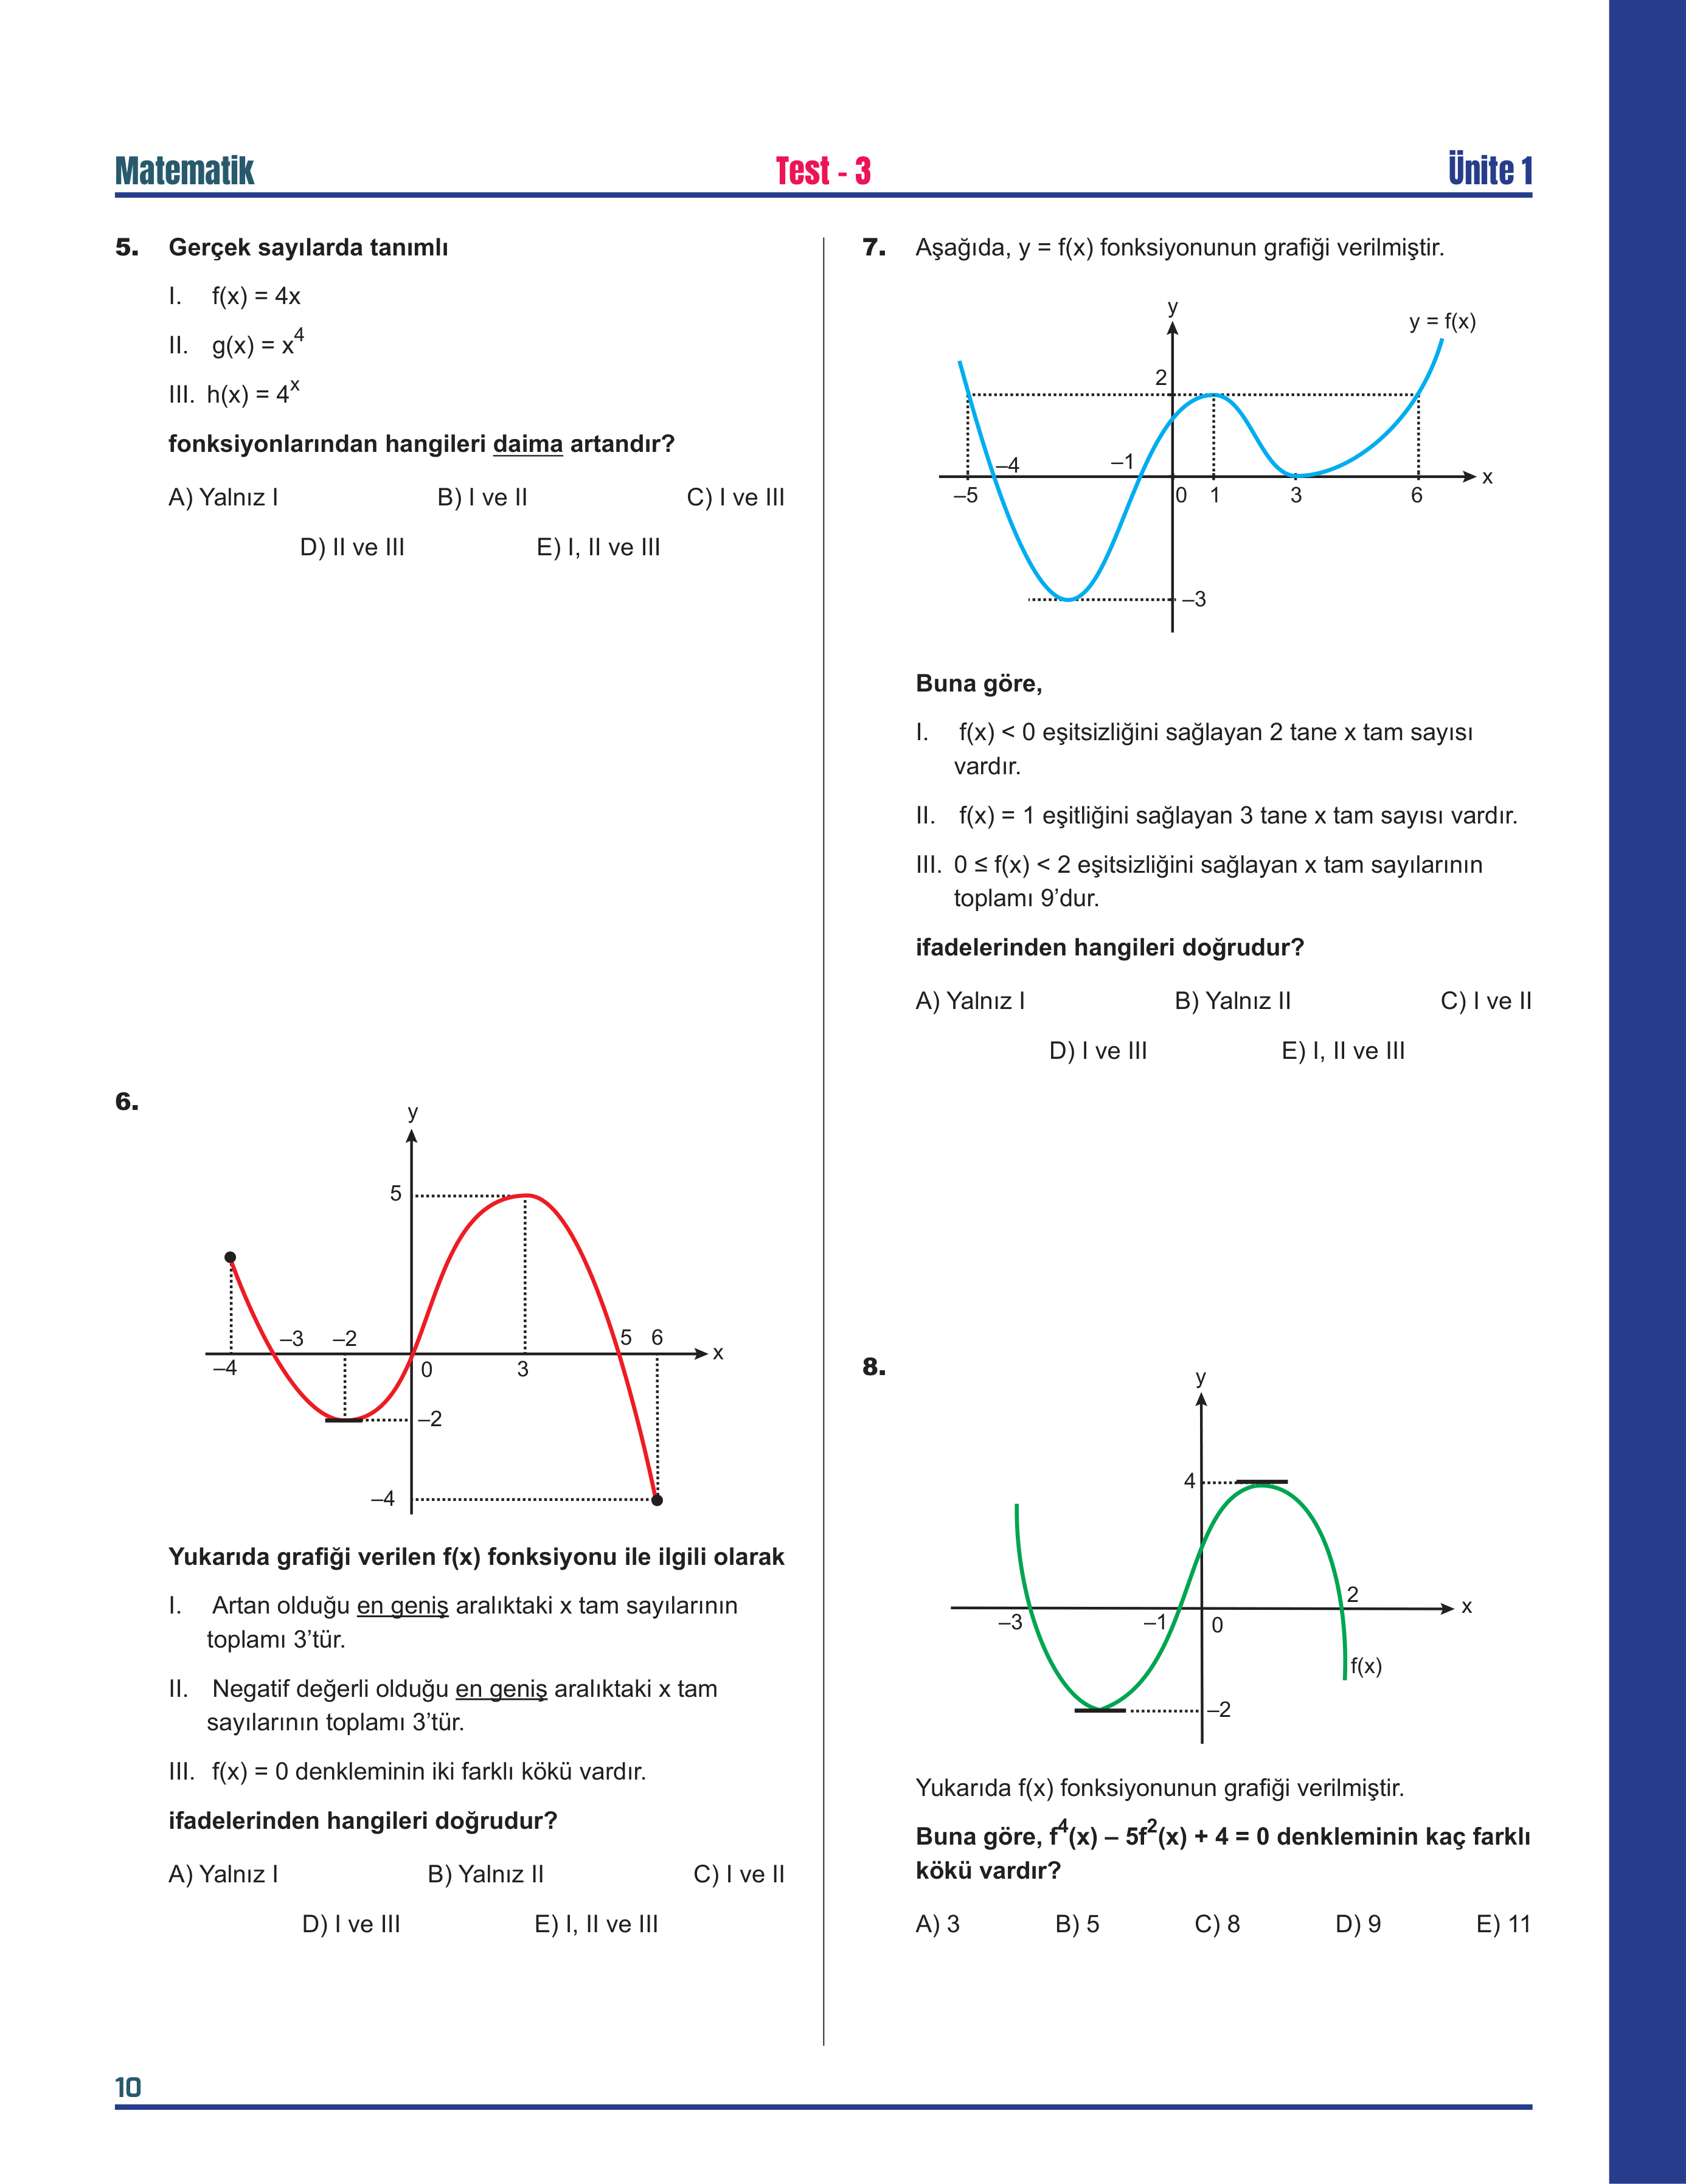 Matematik
Test - 3
Ünite 1
5. Gerçek sayılarda tanımlı
I. f(x) = 4x
II. g(x) = x⁴
III. h(x) = 4ˣ
fonksiyonlarından hangileri daima artandır?
A) Yalnız I B) I ve II C) I ve III
D) II ve III E) I, II ve III
6.
y
5
–3 –2 5 6
x
–4 0 3
–2
–4
Yukarıda grafiği verilen f(x) fonksiyonu ile ilgili olarak
I. Artan olduğu en geniş aralıktaki x tam sayılarının
toplamı 3’tür.
II. Negatif değerli olduğu en geniş aralıktaki x tam
sayılarının toplamı 3’tür.
III. f(x) = 0 denkleminin iki farklı kökü vardır.
ifadelerinden hangileri doğrudur?
A) Yalnız I B) Yalnız II C) I ve II
D) I ve III E) I, II ve III
7. Aşağıda, y = f(x) fonksiyonunun grafiği verilmiştir.
y
y = f(x)
2
–4 –1
x
–5 0 1 3 6
–3
Buna göre,
I. f(x) < 0 eşitsizliğini sağlayan 2 tane x tam sayısı
vardır.
II. f(x) = 1 eşitliğini sağlayan 3 tane x tam sayısı vardır.
III. 0 ≤ f(x) < 2 eşitsizliğini sağlayan x tam sayılarının
toplamı 9’dur.
ifadelerinden hangileri doğrudur?
A) Yalnız I B) Yalnız II C) I ve II
D) I ve III E) I, II ve III
8.
y
4
2
x
–3 –1 0
f(x)
–2
Yukarıda f(x) fonksiyonunun grafiği verilmiştir.
Buna göre, f⁴(x) – 5f²(x) + 4 = 0 denkleminin kaç farklı
kökü vardır?
A) 3 B) 5 C) 8 D) 9 E) 11
10